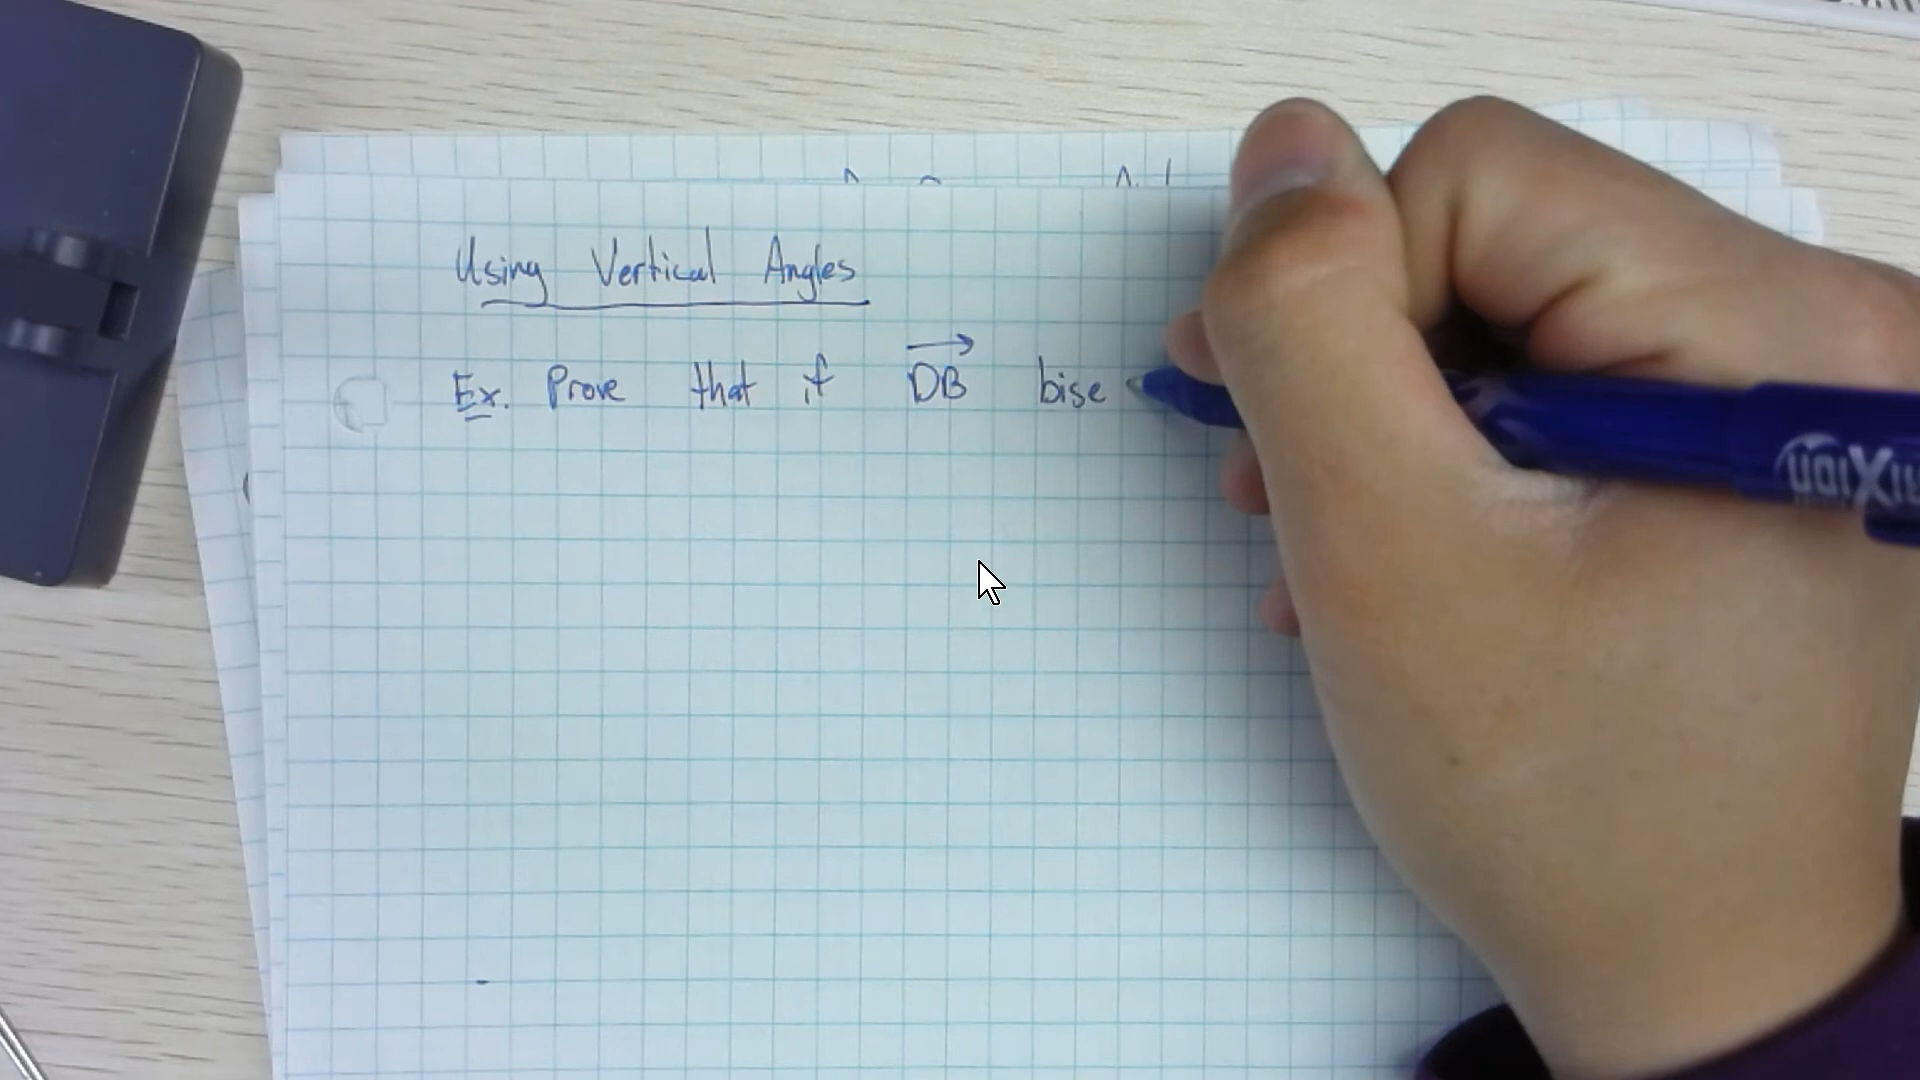 Using Vertical Angles
Ex. Prove that if DB bise